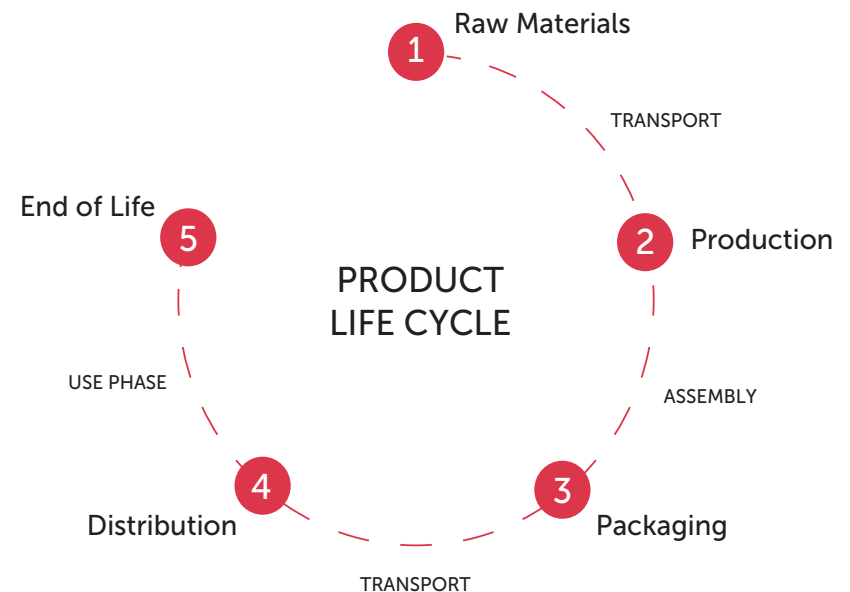 1
Raw Materials
TRANSPORT
2
Production
ASSEMBLY
3
Packaging
TRANSPORT
4
Distribution
USE PHASE
5
End of Life
PRODUCT
LIFE CYCLE